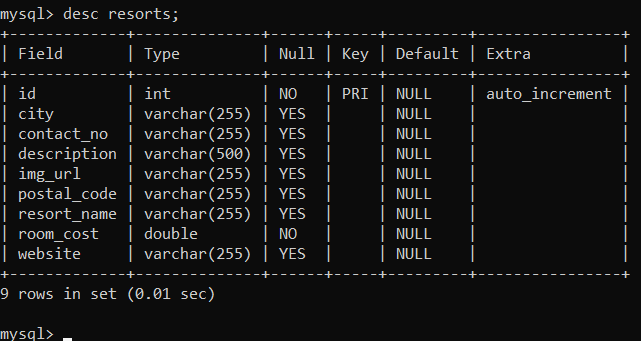 mysql> desc resorts;
+-------------+--------------+------+-----+---------+----------------+
| Field       | Type         | Null | Key | Default | Extra          |
+-------------+--------------+------+-----+---------+----------------+
| id          | int          | NO   | PRI | NULL    | auto_increment |
| city        | varchar(255) | YES  |     | NULL    |                |
| contact_no  | varchar(255) | YES  |     | NULL    |                |
| description | varchar(500) | YES  |     | NULL    |                |
| img_url     | varchar(255) | YES  |     | NULL    |                |
| postal_code | varchar(255) | YES  |     | NULL    |                |
| resort_name | varchar(255) | YES  |     | NULL    |                |
| room_cost   | double       | NO   |     | NULL    |                |
| website     | varchar(255) | YES  |     | NULL    |                |
+-------------+--------------+------+-----+---------+----------------+
9 rows in set (0.01 sec)
mysql>